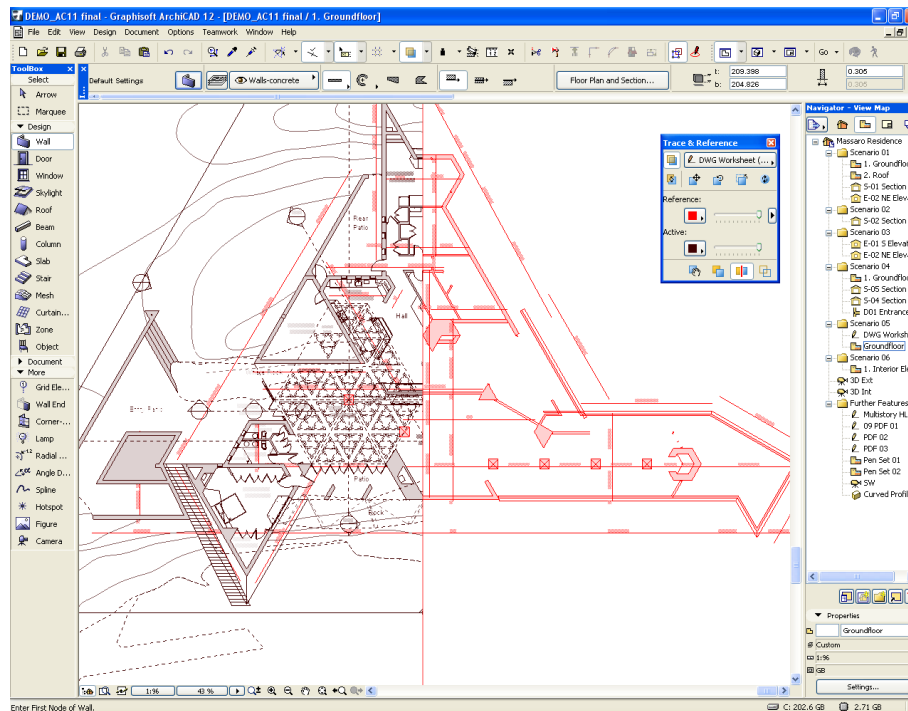 DEMO_AC11 final - Graphisoft ArchiCAD 12 - [DEMO_AC11 final / 1. Groundfloor]
File Edit View Design Document Options Teamwork Window Help
Go
ToolBox
Select
Arrow
Marquee
Design
Wall
Door
Window
Skylight
Roof
Beam
Column
Slab
Stair
Mesh
Curtain...
Zone
Object
Document
More
Grid Ele...
Wall End
Corner-...
Lamp
Radial ...
Angle D...
Spline
Hotspot
Figure
Camera
Default Settings
Walls-concrete
Floor Plan and Section...
t: 209.398
b: 204.826
0.305
0.305
Rear
Patio
Hall
Patio
Rock
Trace & Reference
DWG Worksheet (...
Reference:
Active:
Navigator - View Map
Massaro Residence
Scenario 01
1. Groundfloo
2. Roof
S-01 Section
E-02 NE Eleva
Scenario 02
S-02 Section
Scenario 03
E-01 S Elevat
E-02 NE Eleva
Scenario 04
1. Groundfloo
S-05 Section
S-04 Section
D01 Entrance
Scenario 05
DWG Worksh
Groundfloor
Scenario 06
1. Interior Ele
3D Ext
3D Int
Further Features
Multistory HL
09 PDF 01
PDF 02
PDF 03
Pen Set 01
Pen Set 02
SW
Curved Profil
Properties
Groundfloor
Custom
1:96
GB
Settings...
1:96
43 %
Enter First Node of Wall.
C: 202.6 GB
2.71 GB